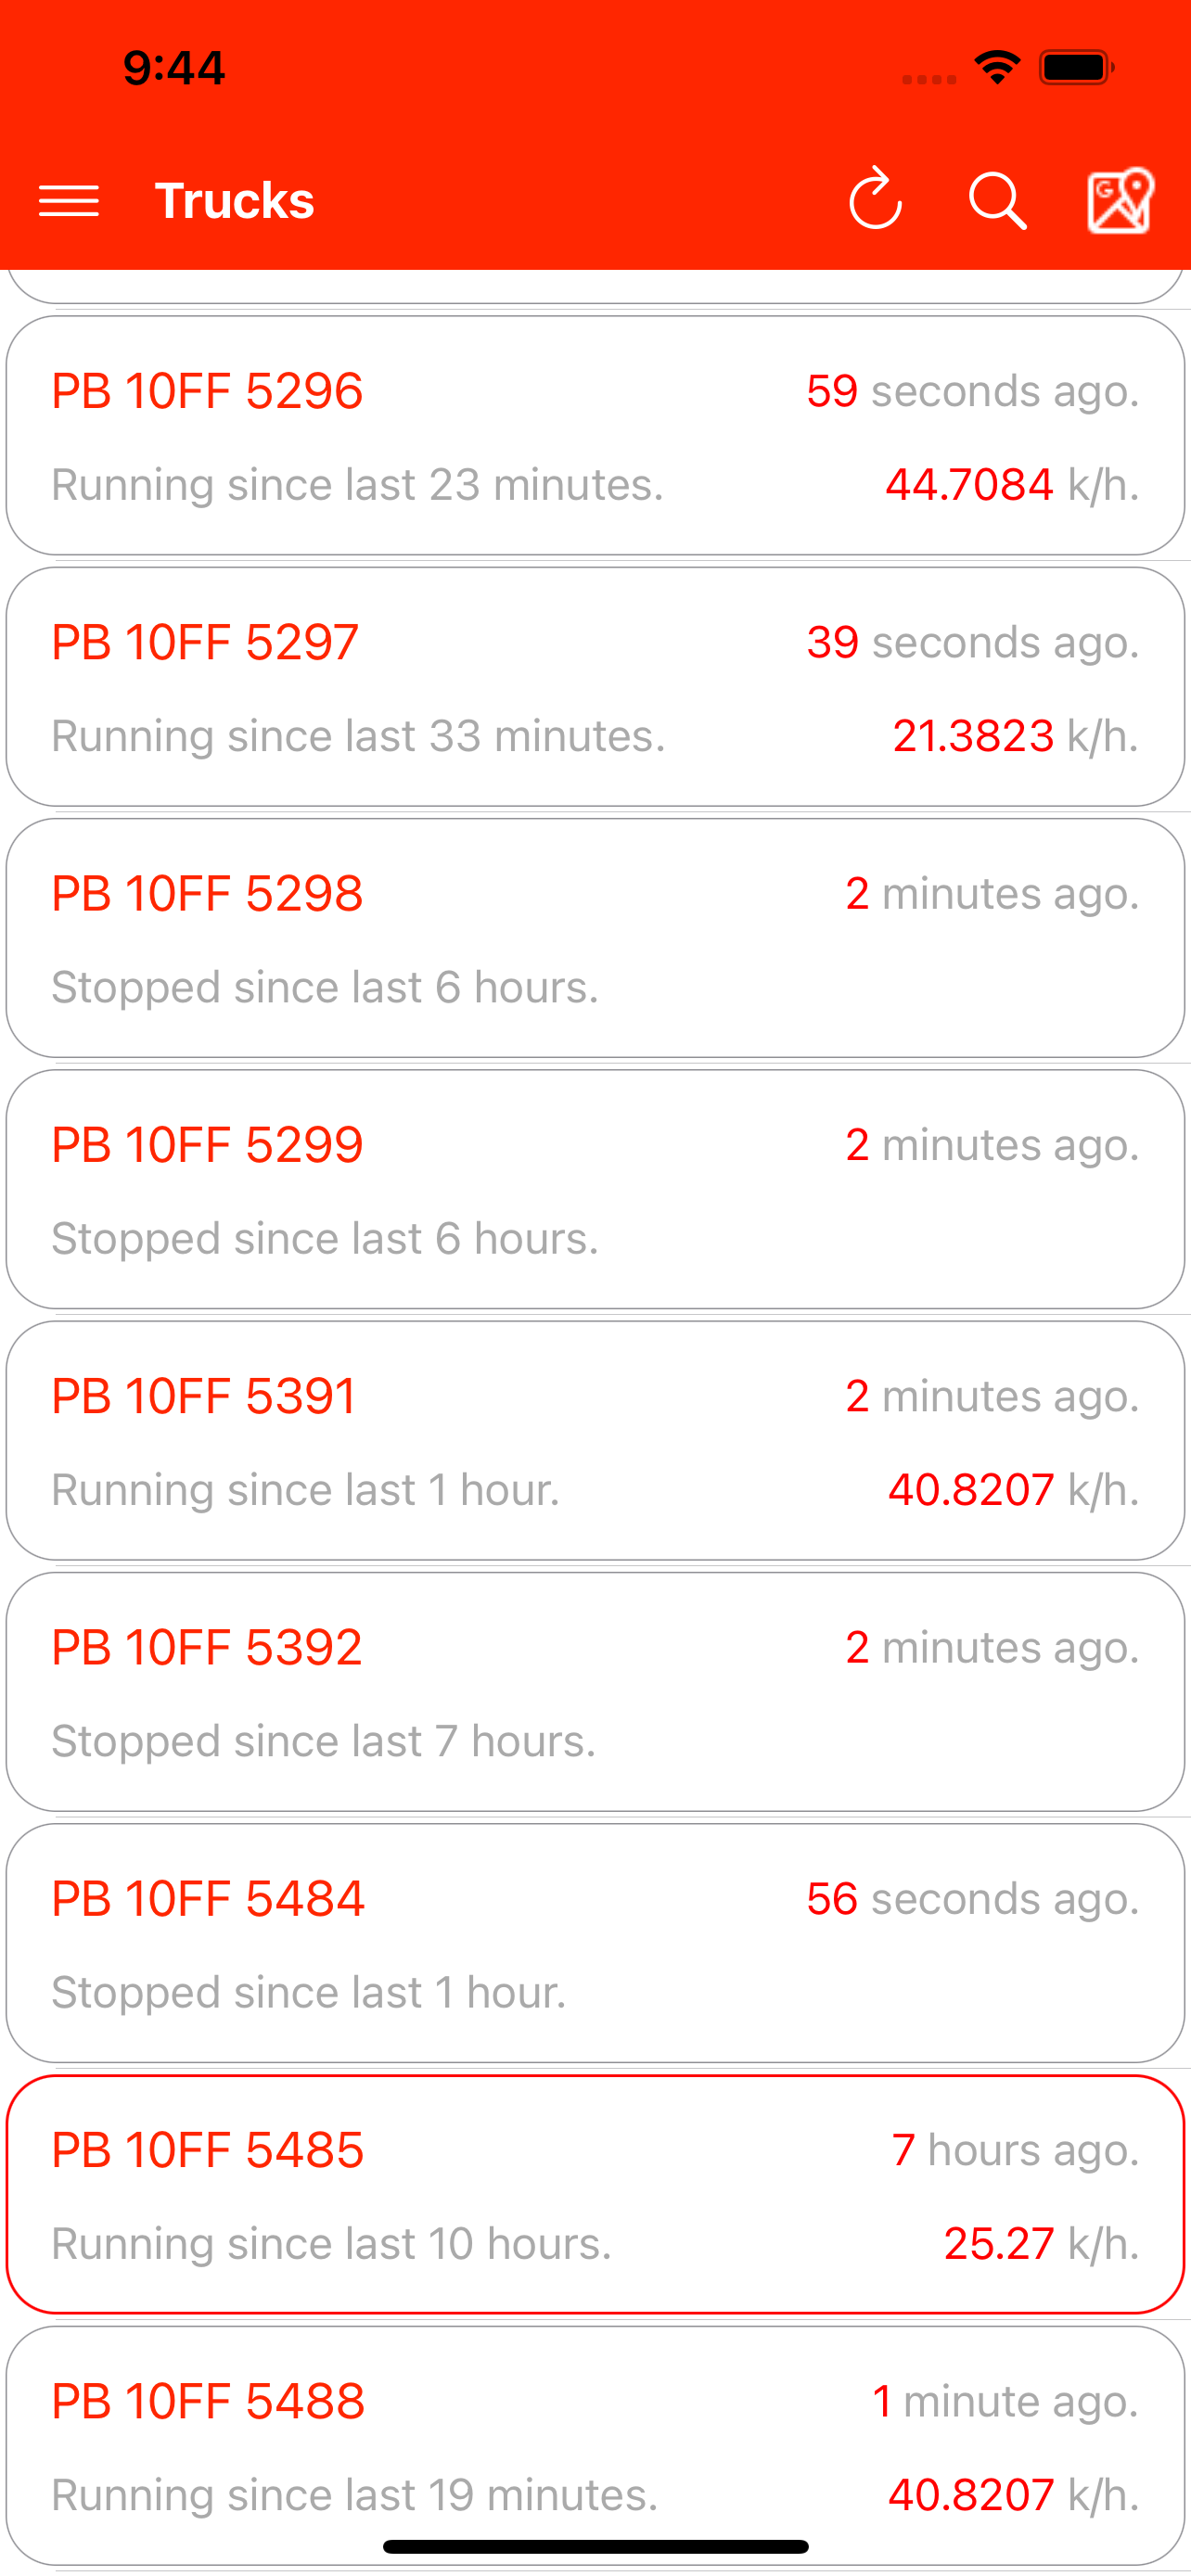 9:44
Trucks
PB 10FF 5296 59 seconds ago.
Running since last 23 minutes. 44.7084 k/h.
PB 10FF 5297 39 seconds ago.
Running since last 33 minutes. 21.3823 k/h.
PB 10FF 5298 2 minutes ago.
Stopped since last 6 hours.
PB 10FF 5299 2 minutes ago.
Stopped since last 6 hours.
PB 10FF 5391 2 minutes ago.
Running since last 1 hour. 40.8207 k/h.
PB 10FF 5392 2 minutes ago.
Stopped since last 7 hours.
PB 10FF 5484 56 seconds ago.
Stopped since last 1 hour.
PB 10FF 5485 7 hours ago.
Running since last 10 hours. 25.27 k/h.
PB 10FF 5488 1 minute ago.
Running since last 19 minutes. 40.8207 k/h.